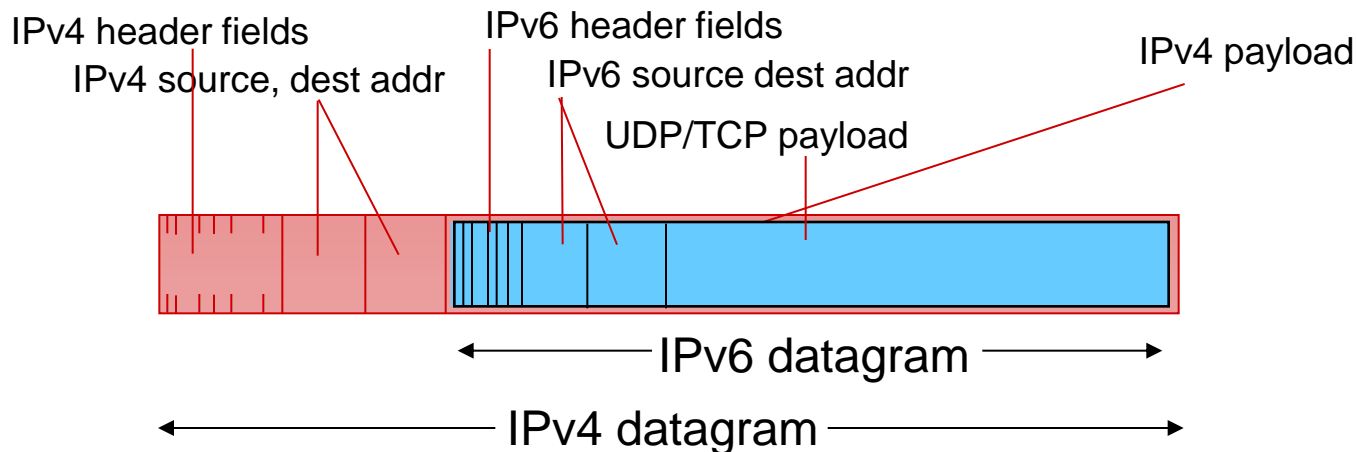 IPv4 header fields
IPv4 source, dest addr
IPv6 header fields
IPv6 source dest addr
UDP/TCP payload
IPv4 payload
IPv6 datagram
IPv4 datagram